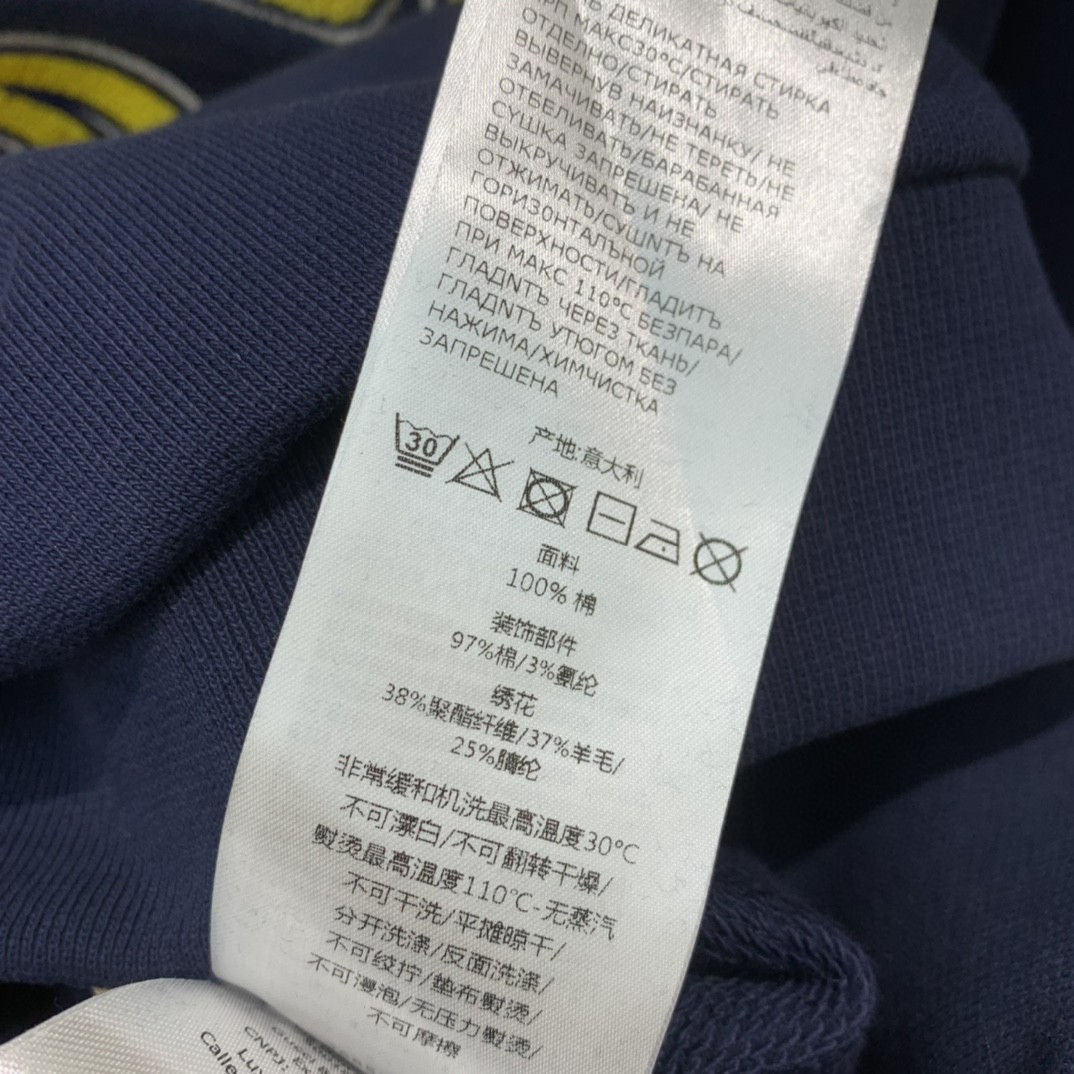 ДЕЛИКАТНАЯ СТИРКА
МАКС30°C/СТИРАТЬ
ОТДЕЛЬНО/СТИРАТЬ
ВЫВЕРНУВ НАИЗНАНКУ/ НЕ
ЗАМАЧИВАТЬ/НЕ ТЕРЕТЬ/НЕ
ОТБЕЛИВАТЬ/БАРАБАННАЯ
СУШКА ЗАПРЕЩЕНА/ НЕ
ВЫКРУЧИВАТЬ И НЕ
ОТЖИМАТЬ/СУШNТЪ НА
ГОРИЗОНТАЛЪНОЙ
ПОВЕРХНОСТИ/ГЛАДИТЬ
ПРИ МАКС 110°C БЕЗПАРА/
ГЛАДNТЪ ЧЕРЕЗ ТКАНЬ/
ГЛАДNТЪ УТЮГОМ БЕЗ
НАЖИМА/ХИМЧИСТКА
ЗАПРЕЩЕНА
产地:意大利
30
面料
100% 棉
装饰部件
97%棉/3%氨纶
绣花
38%聚酯纤维/37%羊毛/
25%腈纶
非常缓和机洗最高温度30°C
不可漂白/不可翻转干燥/
熨烫最高温度110°C-无蒸汽
不可干洗/平摊晾干/
分开洗涤/反面洗涤/
不可绞拧/垫布熨烫/
不可浸泡/无压力熨烫/
不可摩擦
CNPJ: